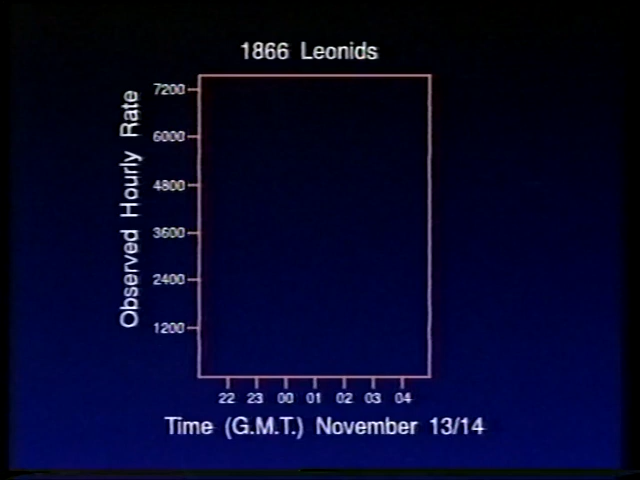 1866 Leonids
Observed Hourly Rate
7200
6000
4800
3600
2400
1200
22 23 00 01 02 03 04
Time (G.M.T.) November 13/14